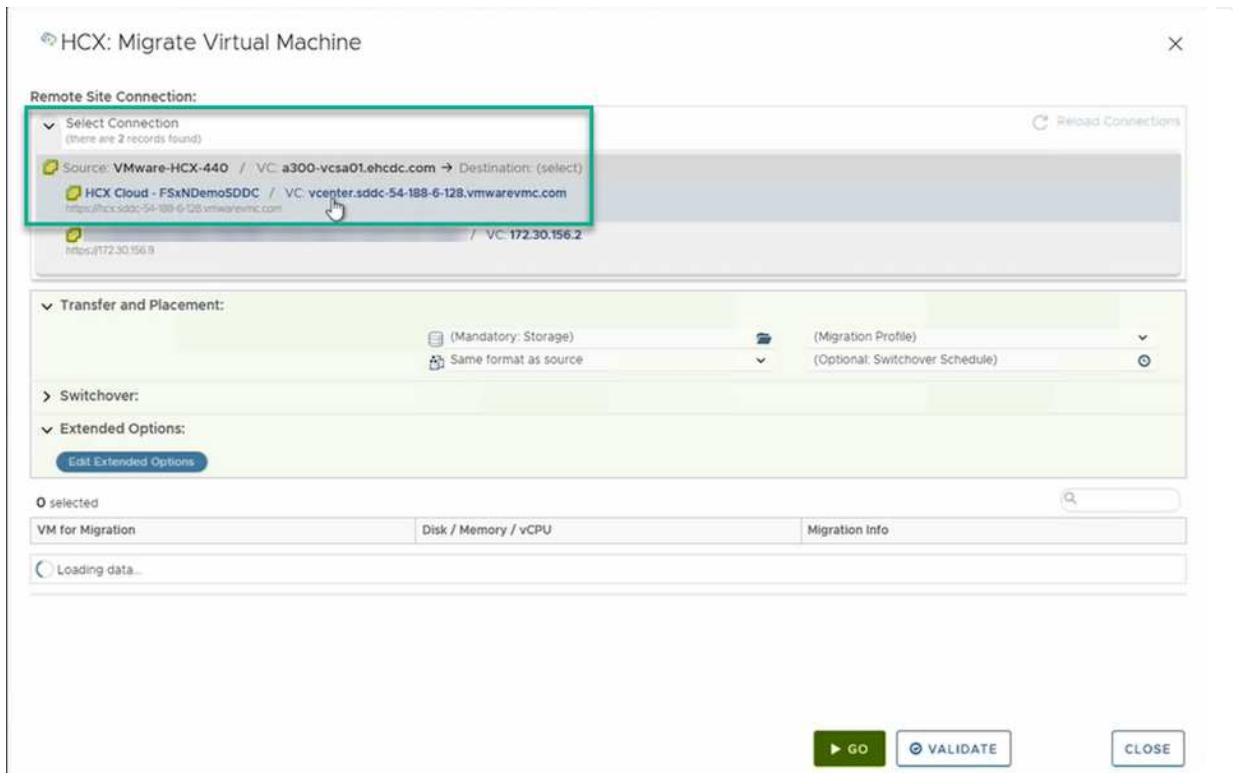 HCX: Migrate Virtual Machine
Remote Site Connection:
Select Connection
(there are 2 records found)
Reload Connections
Source: VMware-HCX-440 / VC: a300-vcsa01.ehcdc.com → Destination: (select)
HCX Cloud - FSxNDemoSDDC / VC: vcenter.sddc-54-188-6-128.vmwarevmc.com
https://hcx.sddc-54-188-6-128.vmwarevmc.com
/ VC: 172.30.156.2
https://172.30.156.9
Transfer and Placement:
(Mandatory: Storage) (Migration Profile)
Same format as source (Optional: Switchover Schedule)
Switchover:
Extended Options:
Edit Extended Options
0 selected
VM for Migration Disk / Memory / vCPU Migration Info
Loading data...
GO VALIDATE CLOSE